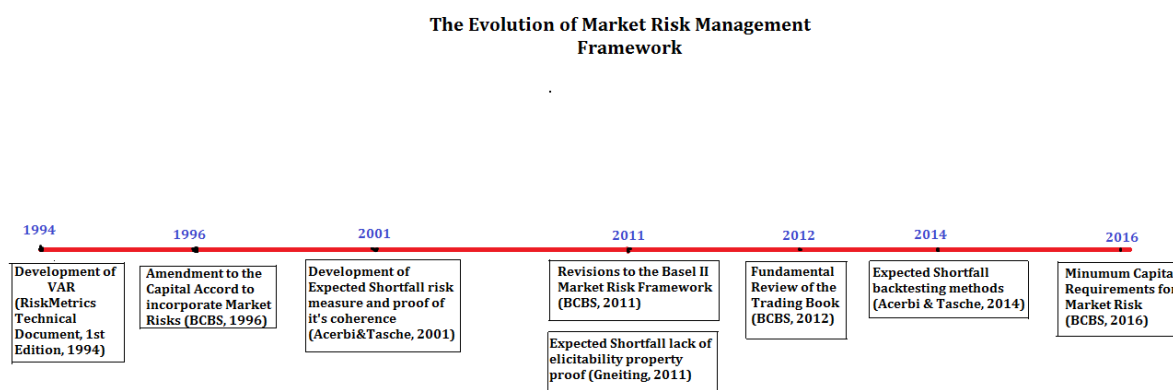 The Evolution of Market Risk Management
Framework
1994
1996
2001
2011
2012
2014
2016
Development of
VAR
(RiskMetrics
Technical
Document, 1st
Edition, 1994)
Amendment to the
Capital Accord to
incorporate Market
Risks (BCBS, 1996)
Development of
Expected Shortfall risk
measure and proof of
it's coherence
(Acerbi&Tasche, 2001)
Revisions to the Basel II
Market Risk Framework
(BCBS, 2011)
Expected Shortfall lack of
elicitability property
proof (Gneiting, 2011)
Fundamental
Review of the
Trading Book
(BCBS, 2012)
Expected Shortfall
backtesting methods
(Acerbi & Tasche, 2014)
Minumum Capita
Requirements for
Market Risk
(BCBS, 2016)